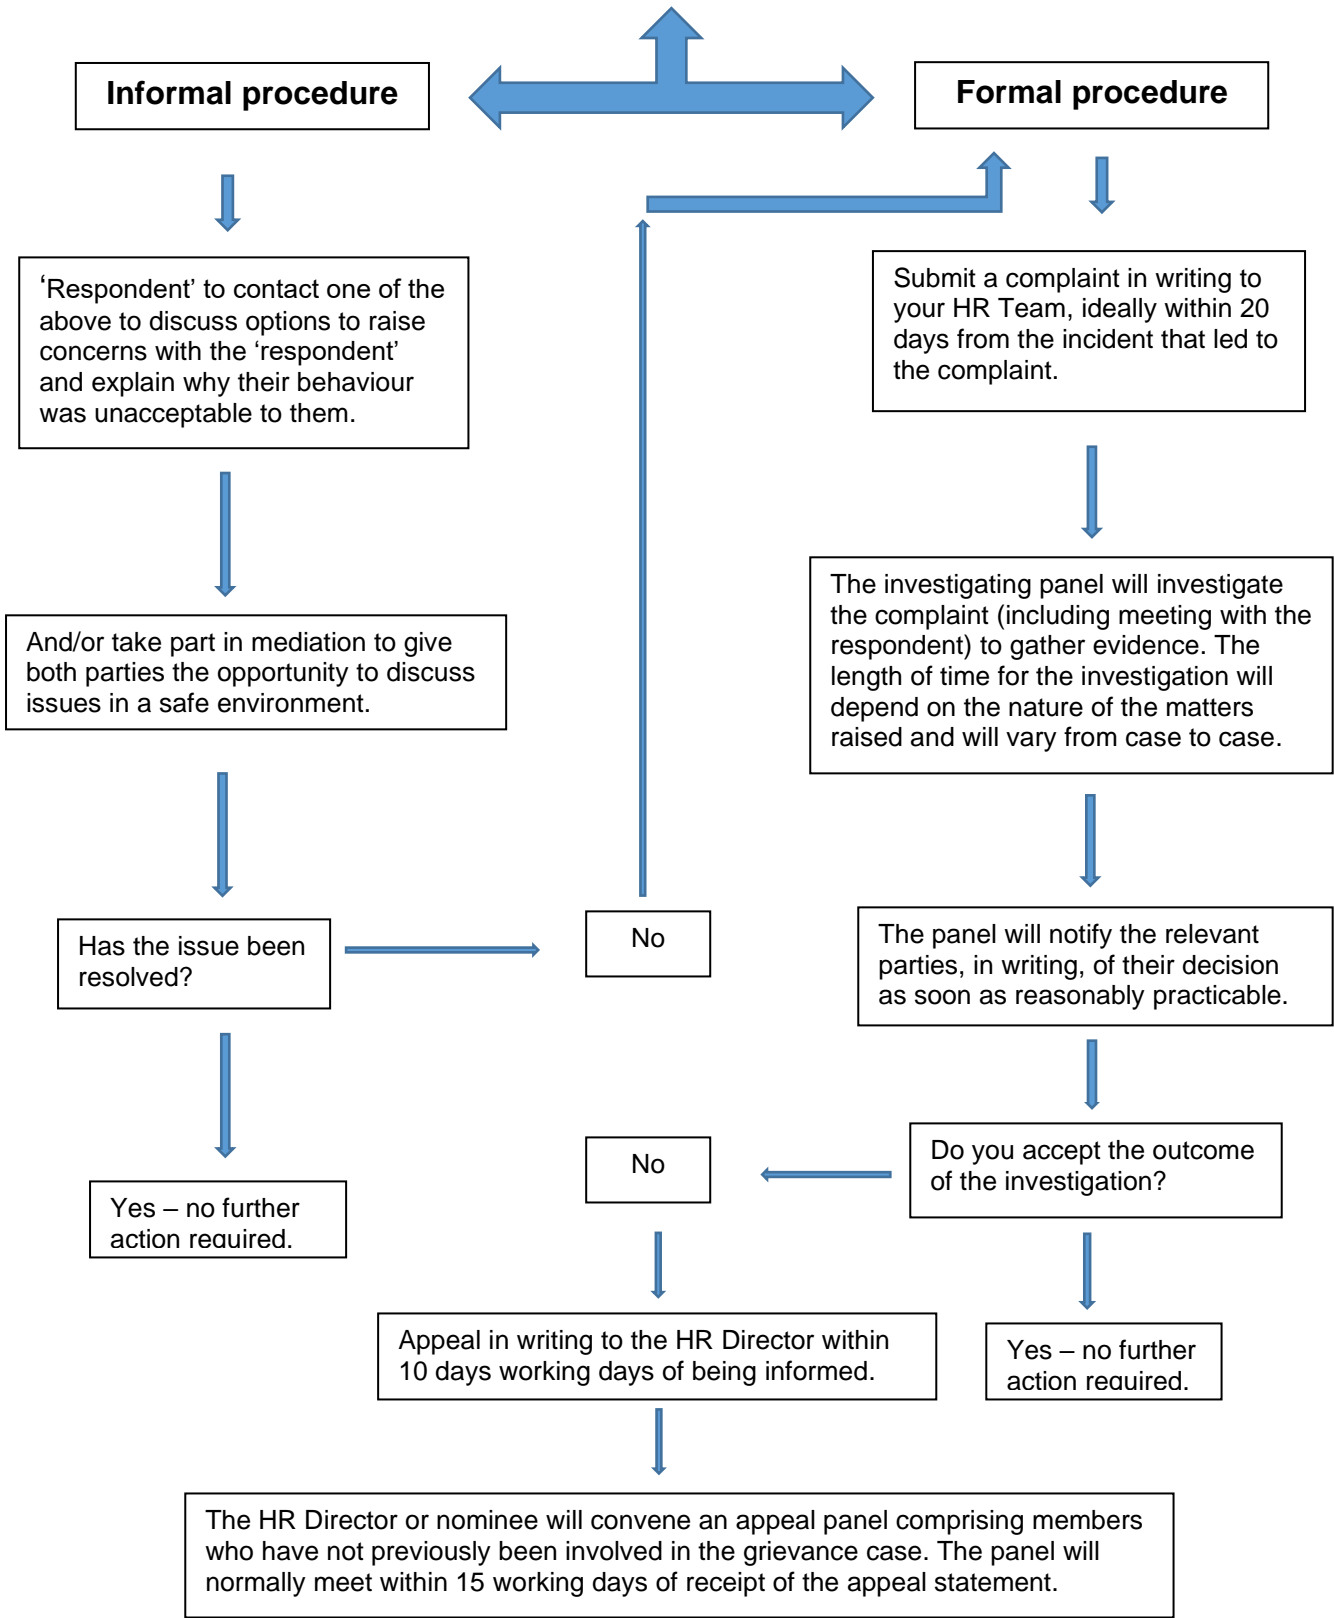 Informal procedure
Formal procedure
‘Respondent’ to contact one of the
above to discuss options to raise
concerns with the ‘respondent’
and explain why their behaviour
was unacceptable to them.
Submit a complaint in writing to
your HR Team, ideally within 20
days from the incident that led to
the complaint.
And/or take part in mediation to give
both parties the opportunity to discuss
issues in a safe environment.
The investigating panel will investigate
the complaint (including meeting with the
respondent) to gather evidence. The
length of time for the investigation will
depend on the nature of the matters
raised and will vary from case to case.
Has the issue been
resolved?
No
The panel will notify the relevant
parties, in writing, of their decision
as soon as reasonably practicable.
Yes – no further
action required.
No
Do you accept the outcome
of the investigation?
Appeal in writing to the HR Director within
10 days working days of being informed.
Yes – no further
action required.
The HR Director or nominee will convene an appeal panel comprising members
who have not previously been involved in the grievance case. The panel will
normally meet within 15 working days of receipt of the appeal statement.